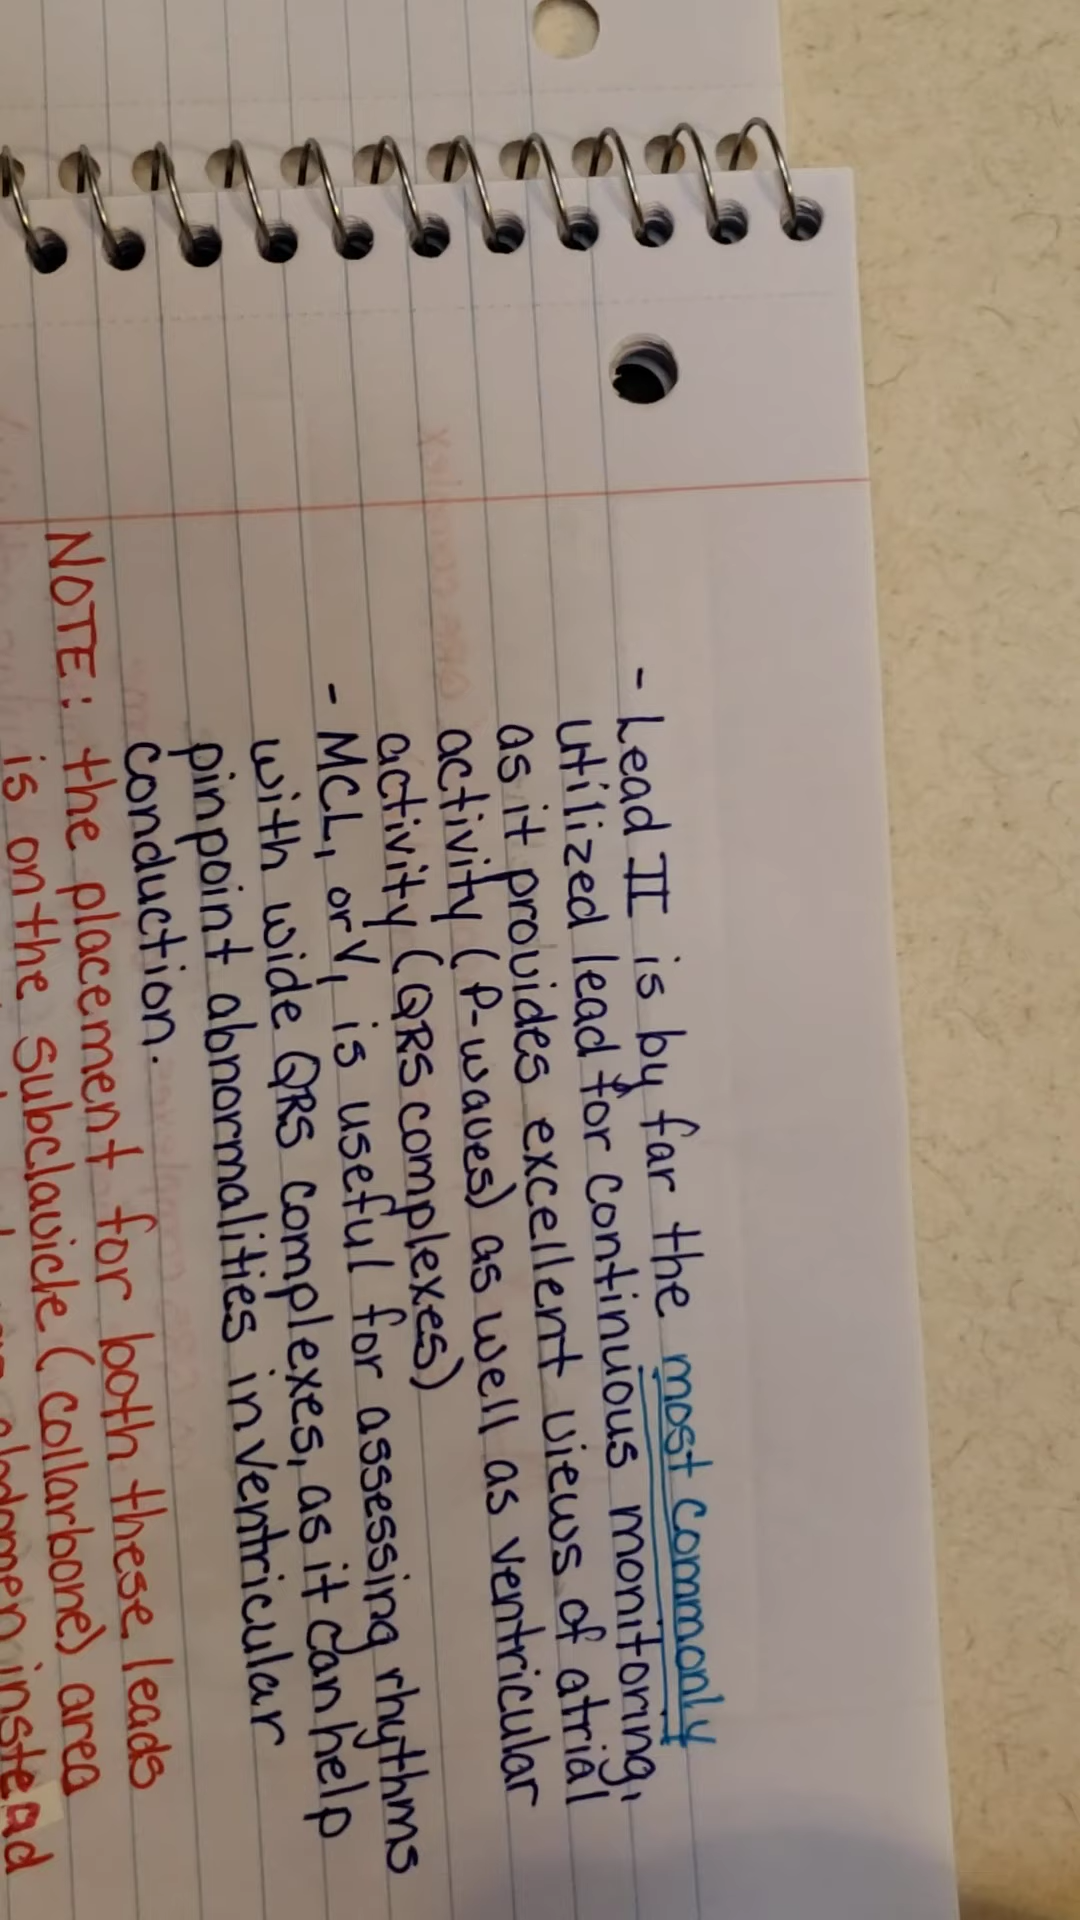 - Lead II is by far the most commonly
utilized lead for continuous monitoring,
as it provides excellent views of atrial
activity (P-waves) as well as ventricular
activity (QRS complexes)
- MCL₁ or V₁ is useful for assessing rhythms
with wide QRS complexes, as it can help
pinpoint abnormalities in ventricular
conduction.
NOTE: the placement for both these leads
is on the subclavicle (collarbone) area
abdomen instead